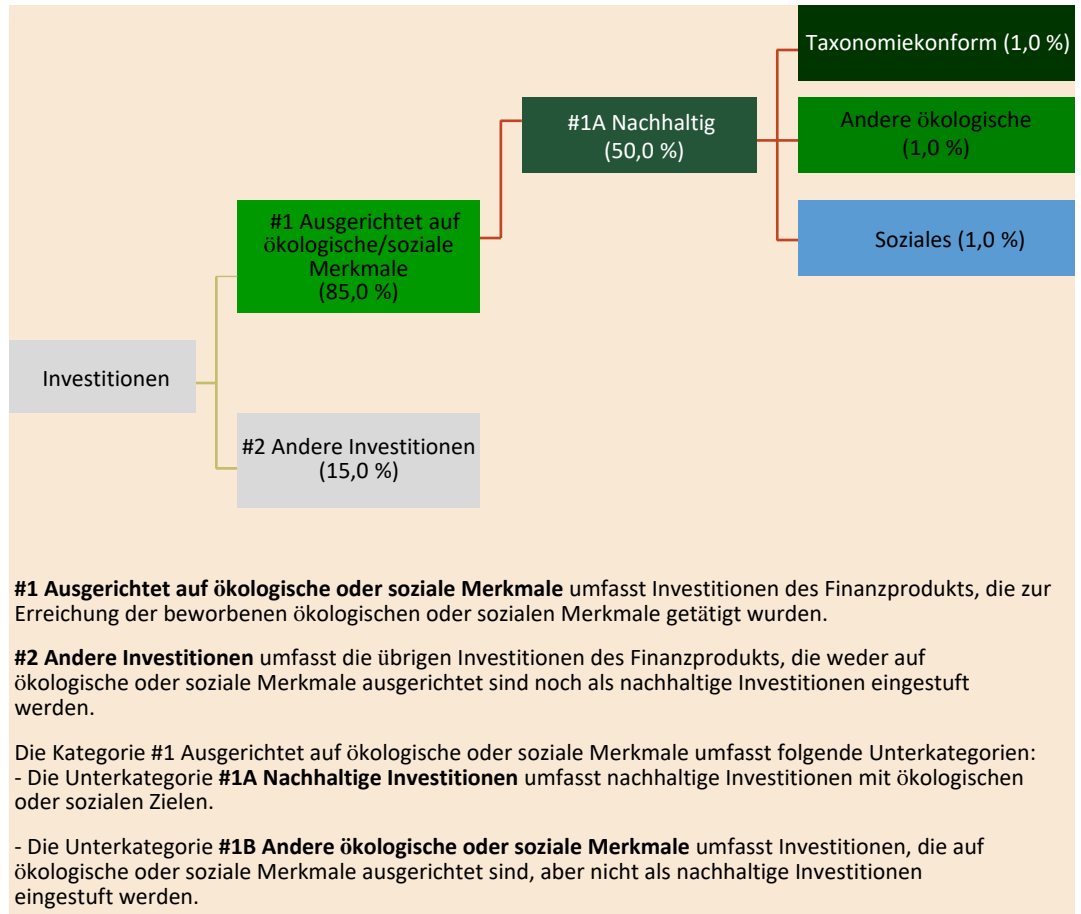 Taxonomiekonform (1,0 %)
#1A Nachhaltig
(50,0 %)
Andere ökologische
(1,0 %)
#1 Ausgerichtet auf
ökologische/soziale
Merkmale
(85,0 %)
Soziales (1,0 %)
Investitionen
#2 Andere Investitionen
(15,0 %)
#1 Ausgerichtet auf ökologische oder soziale Merkmale umfasst Investitionen des Finanzprodukts, die zur
Erreichung der beworbenen ökologischen oder sozialen Merkmale getätigt wurden.
#2 Andere Investitionen umfasst die übrigen Investitionen des Finanzprodukts, die weder auf
ökologische oder soziale Merkmale ausgerichtet sind noch als nachhaltige Investitionen eingestuft
werden.
Die Kategorie #1 Ausgerichtet auf ökologische oder soziale Merkmale umfasst folgende Unterkategorien:
- Die Unterkategorie #1A Nachhaltige Investitionen umfasst nachhaltige Investitionen mit ökologischen
oder sozialen Zielen.
- Die Unterkategorie #1B Andere ökologische oder soziale Merkmale umfasst Investitionen, die auf
ökologische oder soziale Merkmale ausgerichtet sind, aber nicht als nachhaltige Investitionen
eingestuft werden.